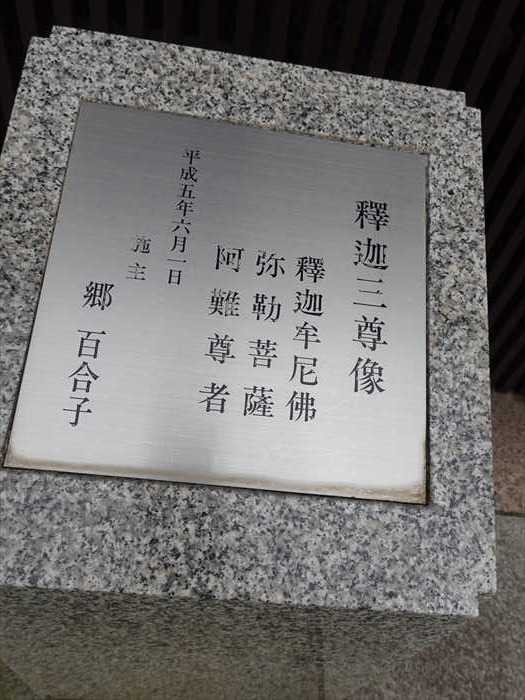 釋迦三尊像
釋迦牟尼佛
弥勒菩薩
阿難尊者
平成五年六月一日
施主
郷百合子